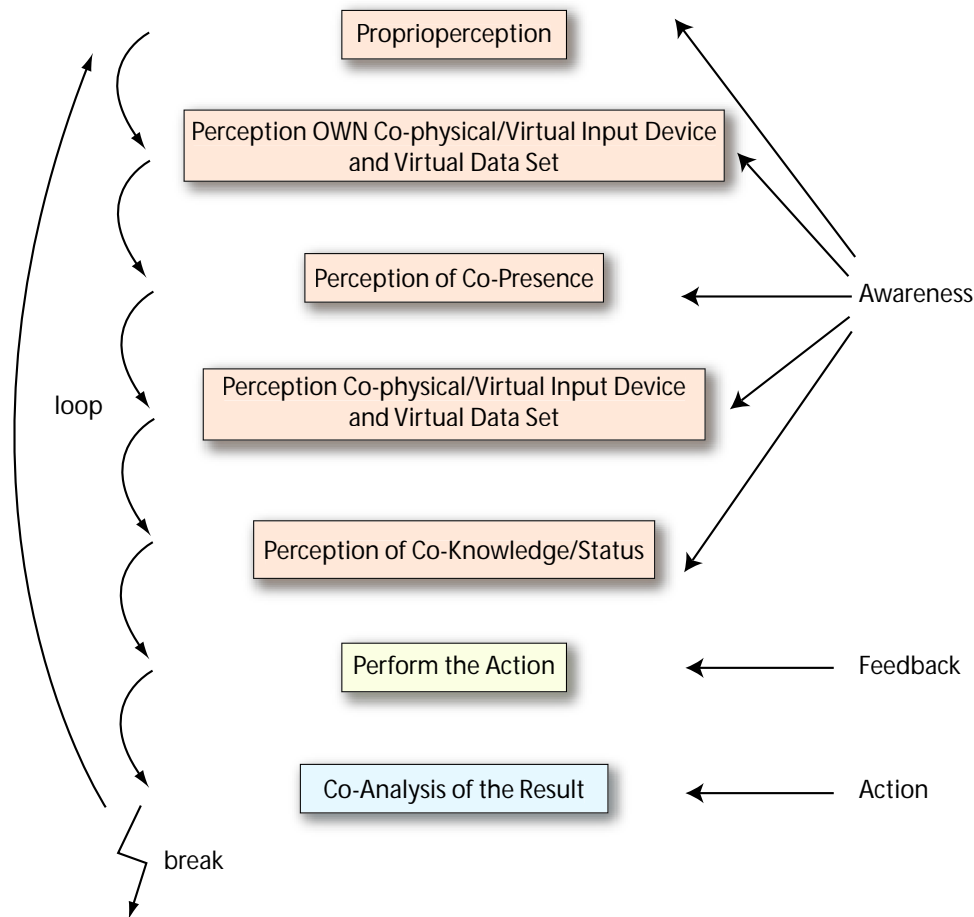 Proprioperception
Perception OWN Co-physical/Virtual Input Device
and Virtual Data Set
Perception of Co-Presence
Awareness
Perception Co-physical/Virtual Input Device
and Virtual Data Set
loop
Perception of Co-Knowledge/Status
Perform the Action
Feedback
Co-Analysis of the Result
Action
break